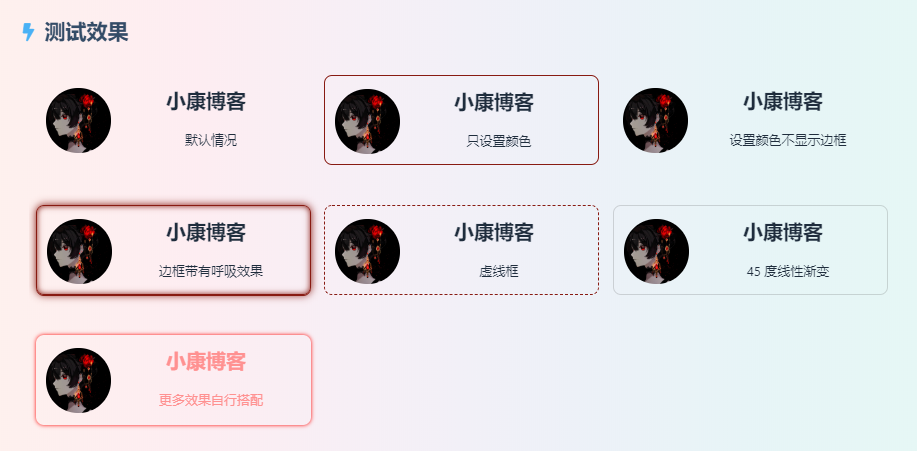 测试效果
小康博客
默认情况
小康博客
只设置颜色
小康博客
设置颜色不显示边框
小康博客
边框带有呼吸效果
小康博客
虚线框
小康博客
45 度线性渐变
小康博客
更多效果自行搭配